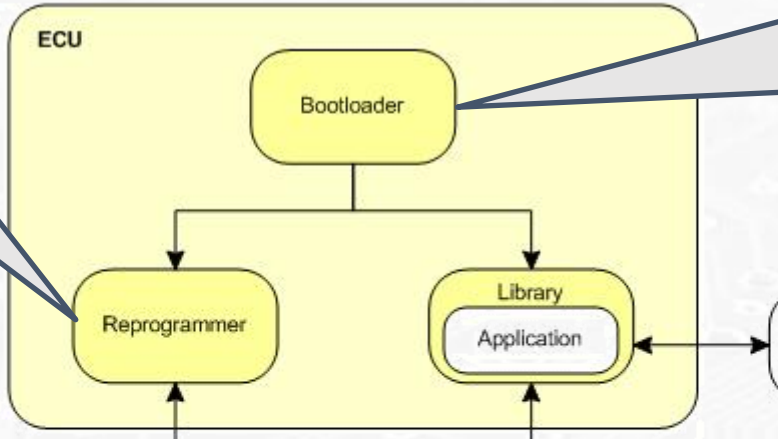 ECU
Bootloader
Reprogrammer
Library
Application